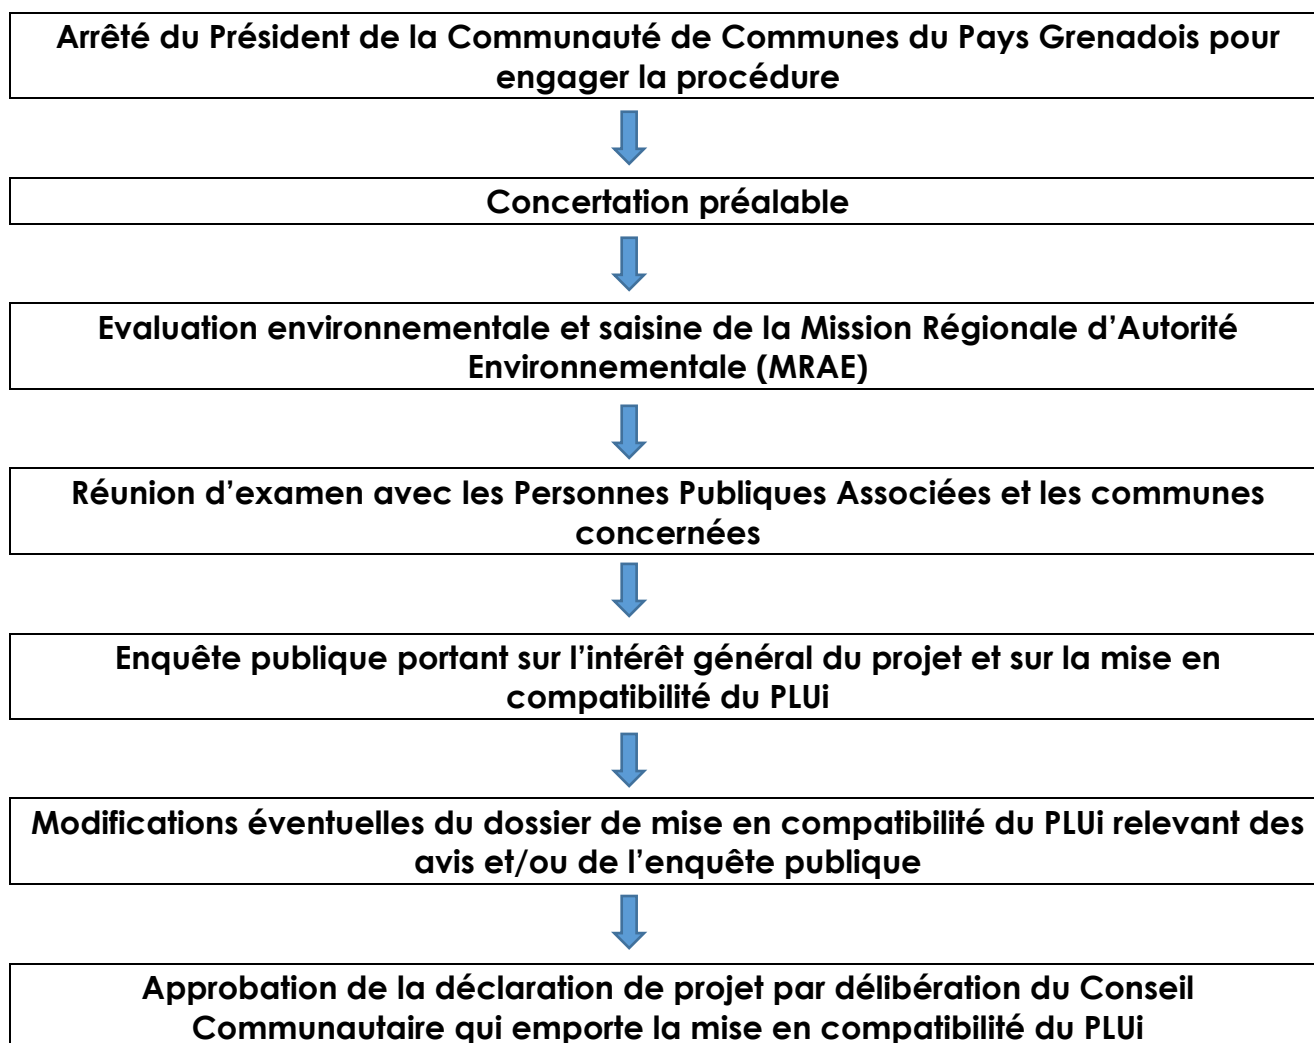 Arrêté du Président de la Communauté de Communes du Pays Grenadois pour
engager la procédure
Concertation préalable
Evaluation environnementale et saisine de la Mission Régionale d’Autorité
Environnementale (MRAE)
Réunion d’examen avec les Personnes Publiques Associées et les communes
concernées
Enquête publique portant sur l’intérêt général du projet et sur la mise en
compatibilité du PLUi
Modifications éventuelles du dossier de mise en compatibilité du PLUi relevant des
avis et/ou de l’enquête publique
Approbation de la déclaration de projet par délibération du Conseil
Communautaire qui emporte la mise en compatibilité du PLUi